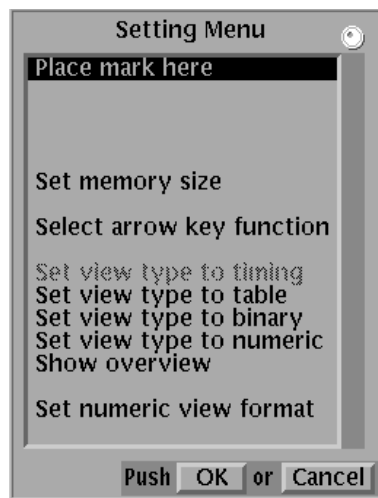 Setting Menu
Place mark here
Set memory size
Select arrow key function
Set view type to timing
Set view type to table
Set view type to binary
Set view type to numeric
Show overview
Set numeric view format
Push OK or Cancel